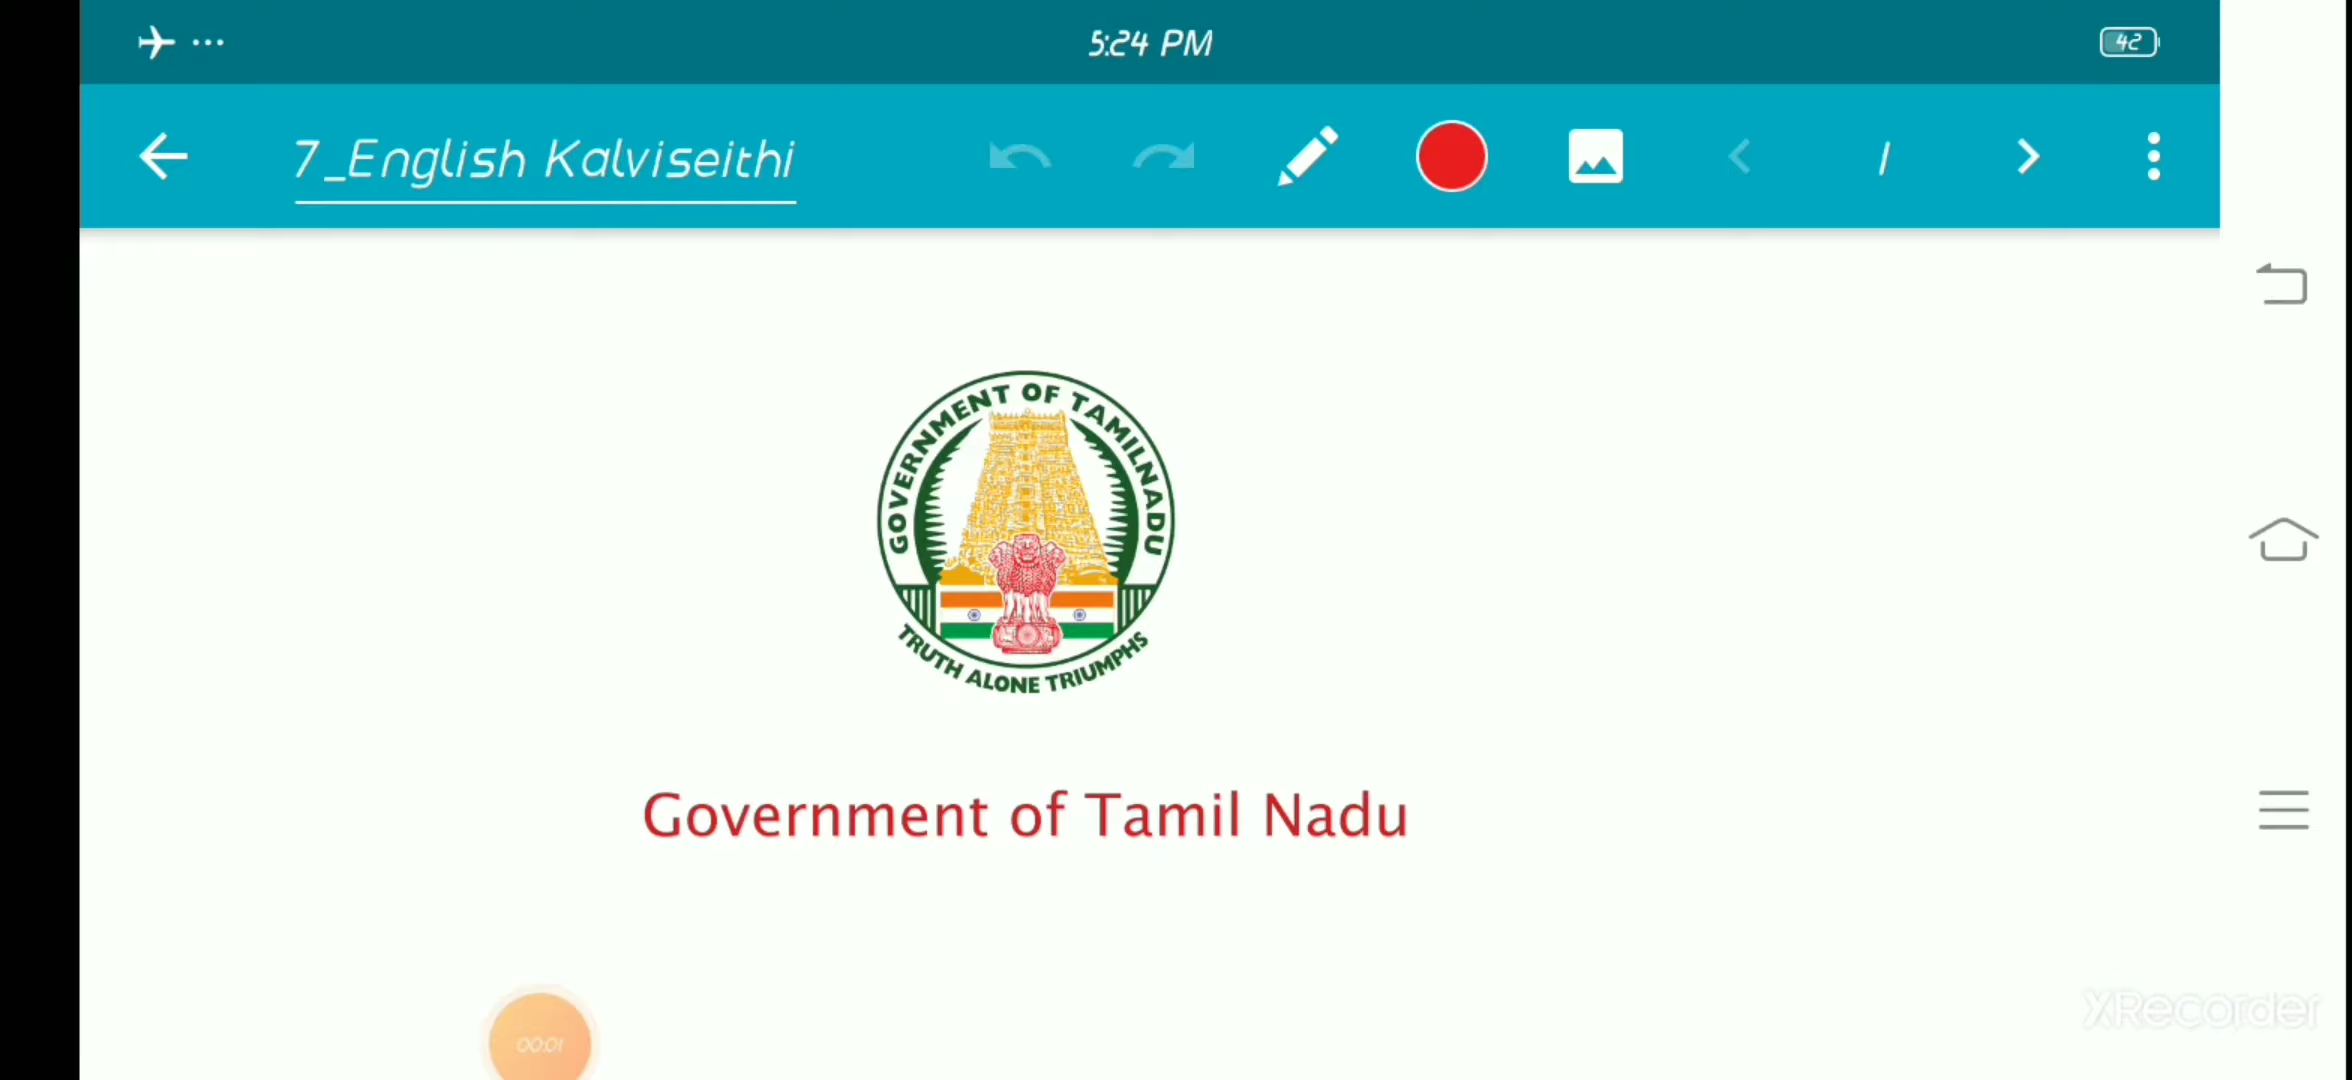 5:24 PM
42
7_English Kalviseithi
1
GOVERNMENT OF TAMILNADU
TRUTH ALONE TRIUMPHS
Government of Tamil Nadu
XRecorder
00:01